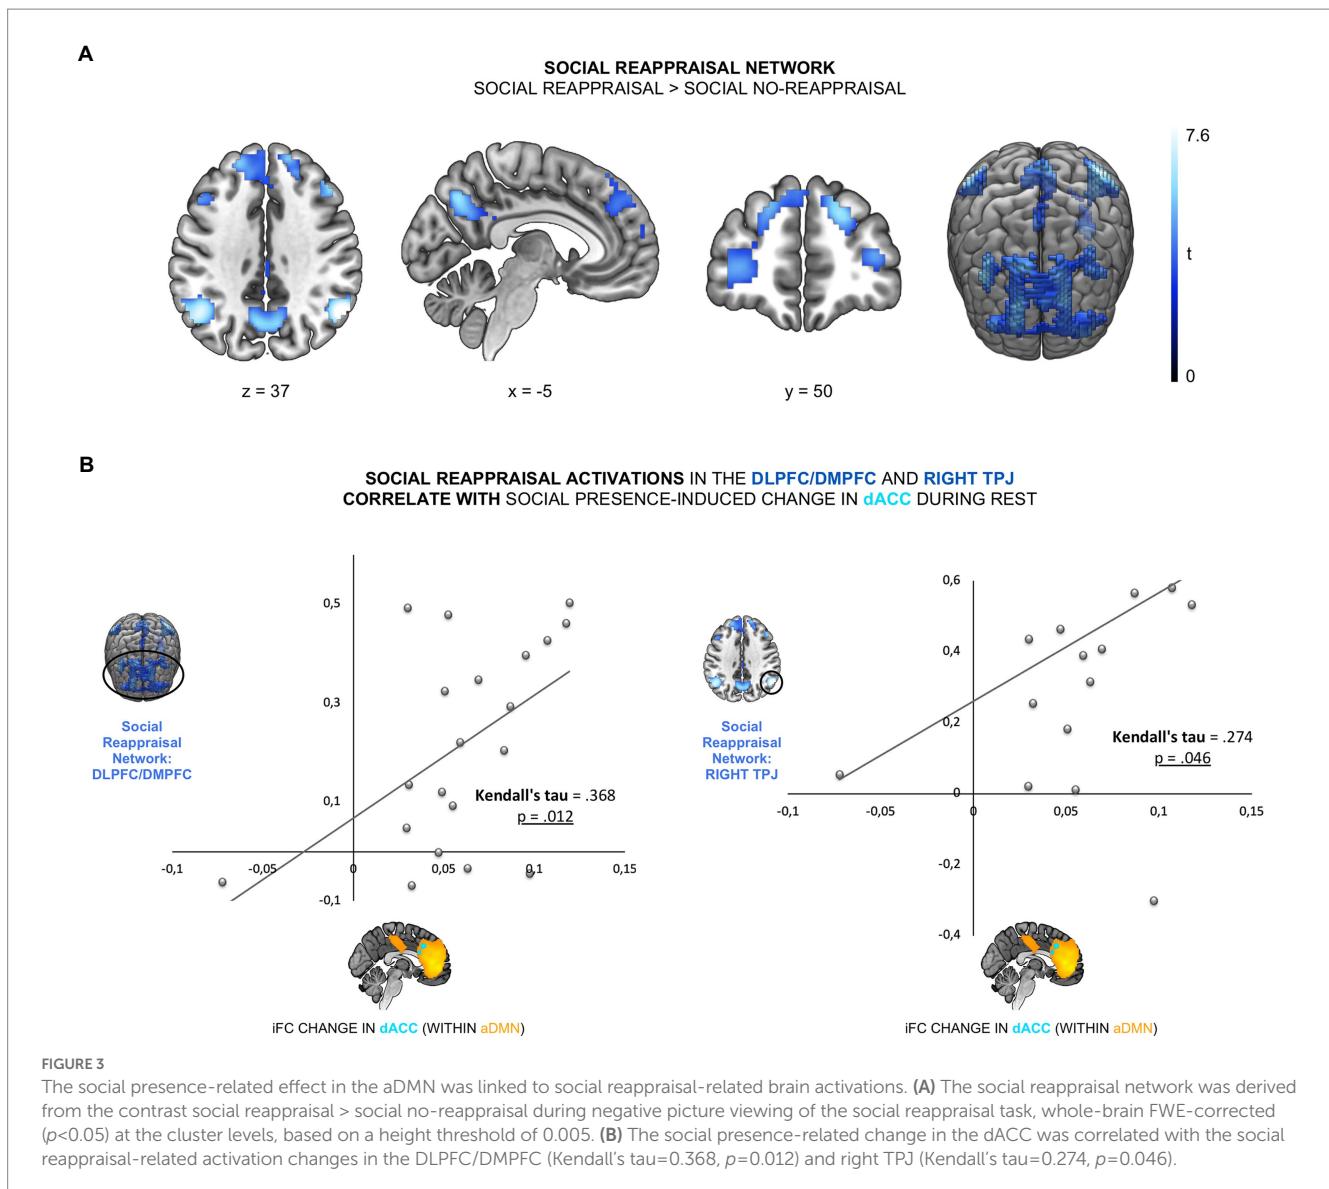 A
SOCIAL REAPPRAISAL NETWORK
SOCIAL REAPPRAISAL > SOCIAL NO-REAPPRAISAL
7.6
t
0
z = 37
x = -5
y = 50
B
SOCIAL REAPPRAISAL ACTIVATIONS IN THE DLPFC/DMPFC AND RIGHT TPJ
CORRELATE WITH SOCIAL PRESENCE-INDUCED CHANGE IN dACC DURING REST
Social
Reappraisal
Network:
DLPFC/DMPFC
0,5
0,3
0,1
-0,1
-0,1
-0,05
0
0,05
0,1
0,15
Kendall's tau = .368
p = .012
iFC CHANGE IN dACC (WITHIN aDMN)
Social
Reappraisal
Network:
RIGHT TPJ
0,6
0,4
0,2
0
-0,2
-0,4
-0,1
-0,05
0
0,05
0,1
0,15
Kendall's tau = .274
p = .046
iFC CHANGE IN dACC (WITHIN aDMN)
FIGURE 3
The social presence-related effect in the aDMN was linked to social reappraisal-related brain activations. (A) The social reappraisal network was derived
from the contrast social reappraisal > social no-reappraisal during negative picture viewing of the social reappraisal task, whole-brain FWE-corrected
(p<0.05) at the cluster levels, based on a height threshold of 0.005. (B) The social presence-related change in the dACC was correlated with the social
reappraisal-related activation changes in the DLPFC/DMPFC (Kendall's tau=0.368, p=0.012) and right TPJ (Kendall's tau=0.274, p=0.046).